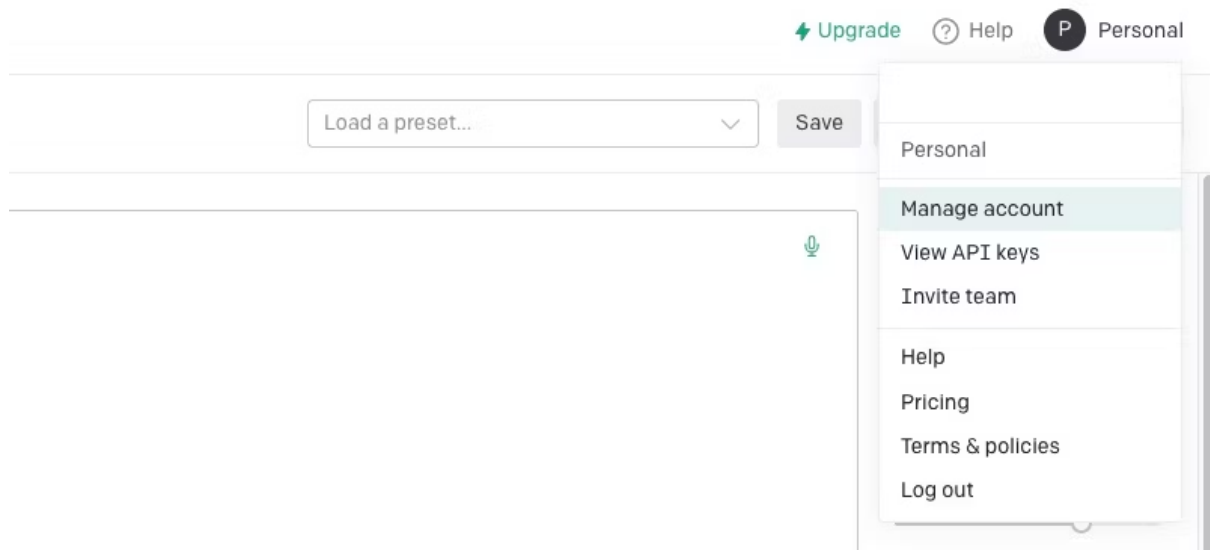 Upgrade Help P Personal
Load a preset... Save
Personal
Manage account
View API keys
Invite team
Help
Pricing
Terms & policies
Log out